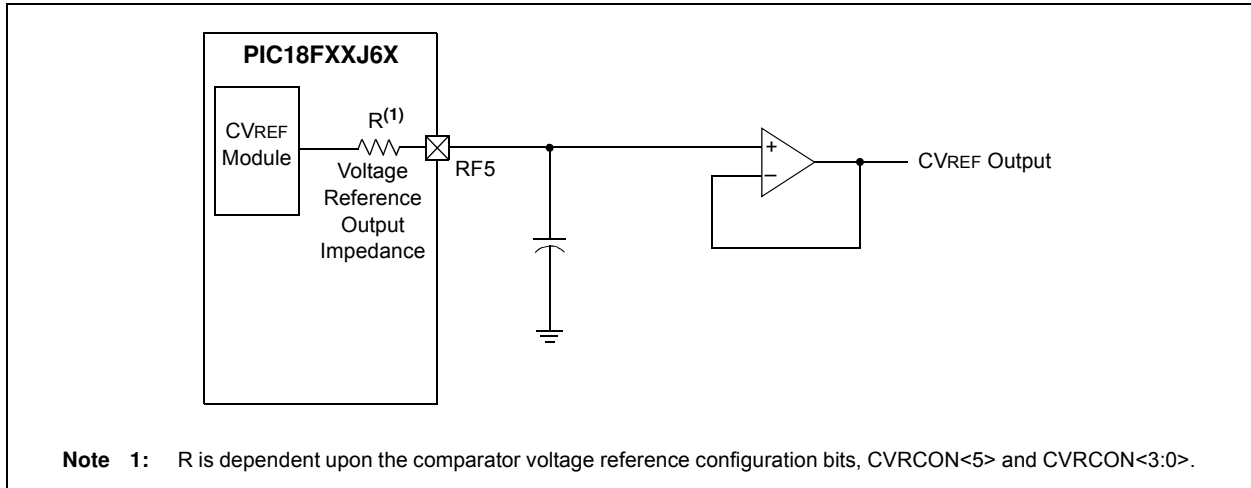 PIC18FXXJ6X
CVREF
Module
R(1)
Voltage
Reference
Output
Impedance
RF5
+
–
CVREF Output
Note 1: R is dependent upon the comparator voltage reference configuration bits, CVRCON<5> and CVRCON<3:0>.